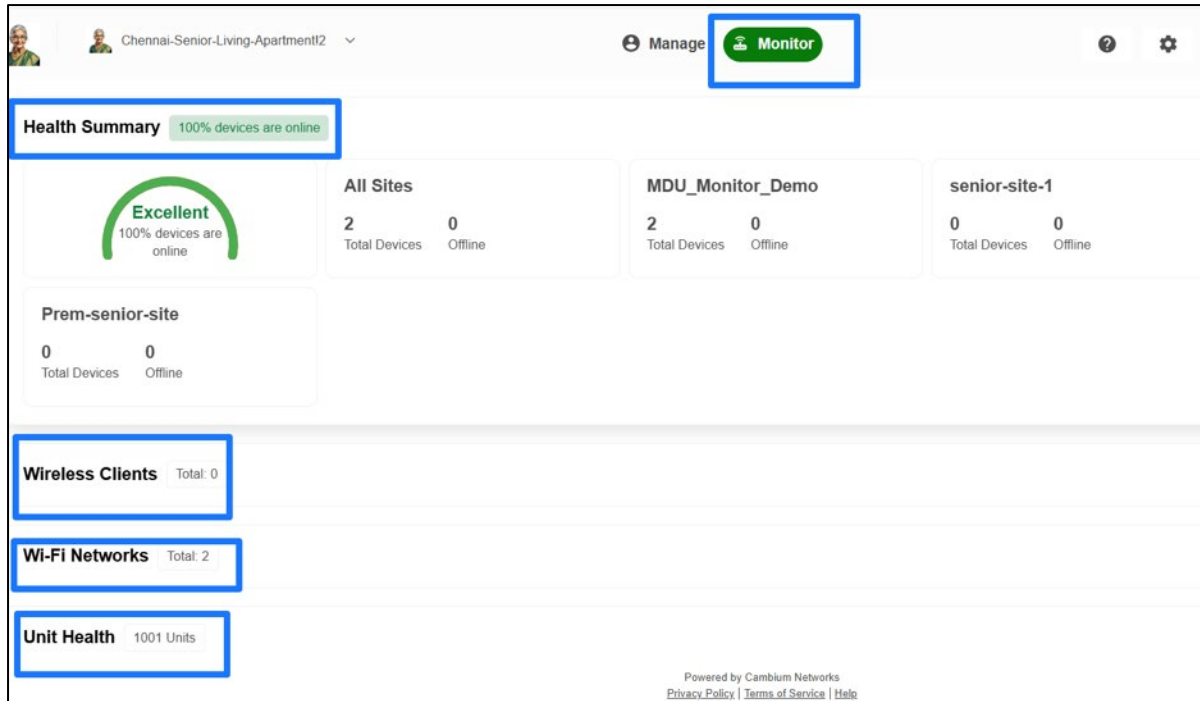 Chennai-Senior-Living-Apartmentl2
Manage
Monitor
Health Summary 100% devices are online
Excellent
100% devices are
online
All Sites
2 0
Total Devices Offline
MDU_Monitor_Demo
2 0
Total Devices Offline
senior-site-1
0 0
Total Devices Offline
Prem-senior-site
0 0
Total Devices Offline
Wireless Clients Total: 0
Wi-Fi Networks Total: 2
Unit Health 1001 Units
Powered by Cambium Networks
Privacy Policy | Terms of Service | Help